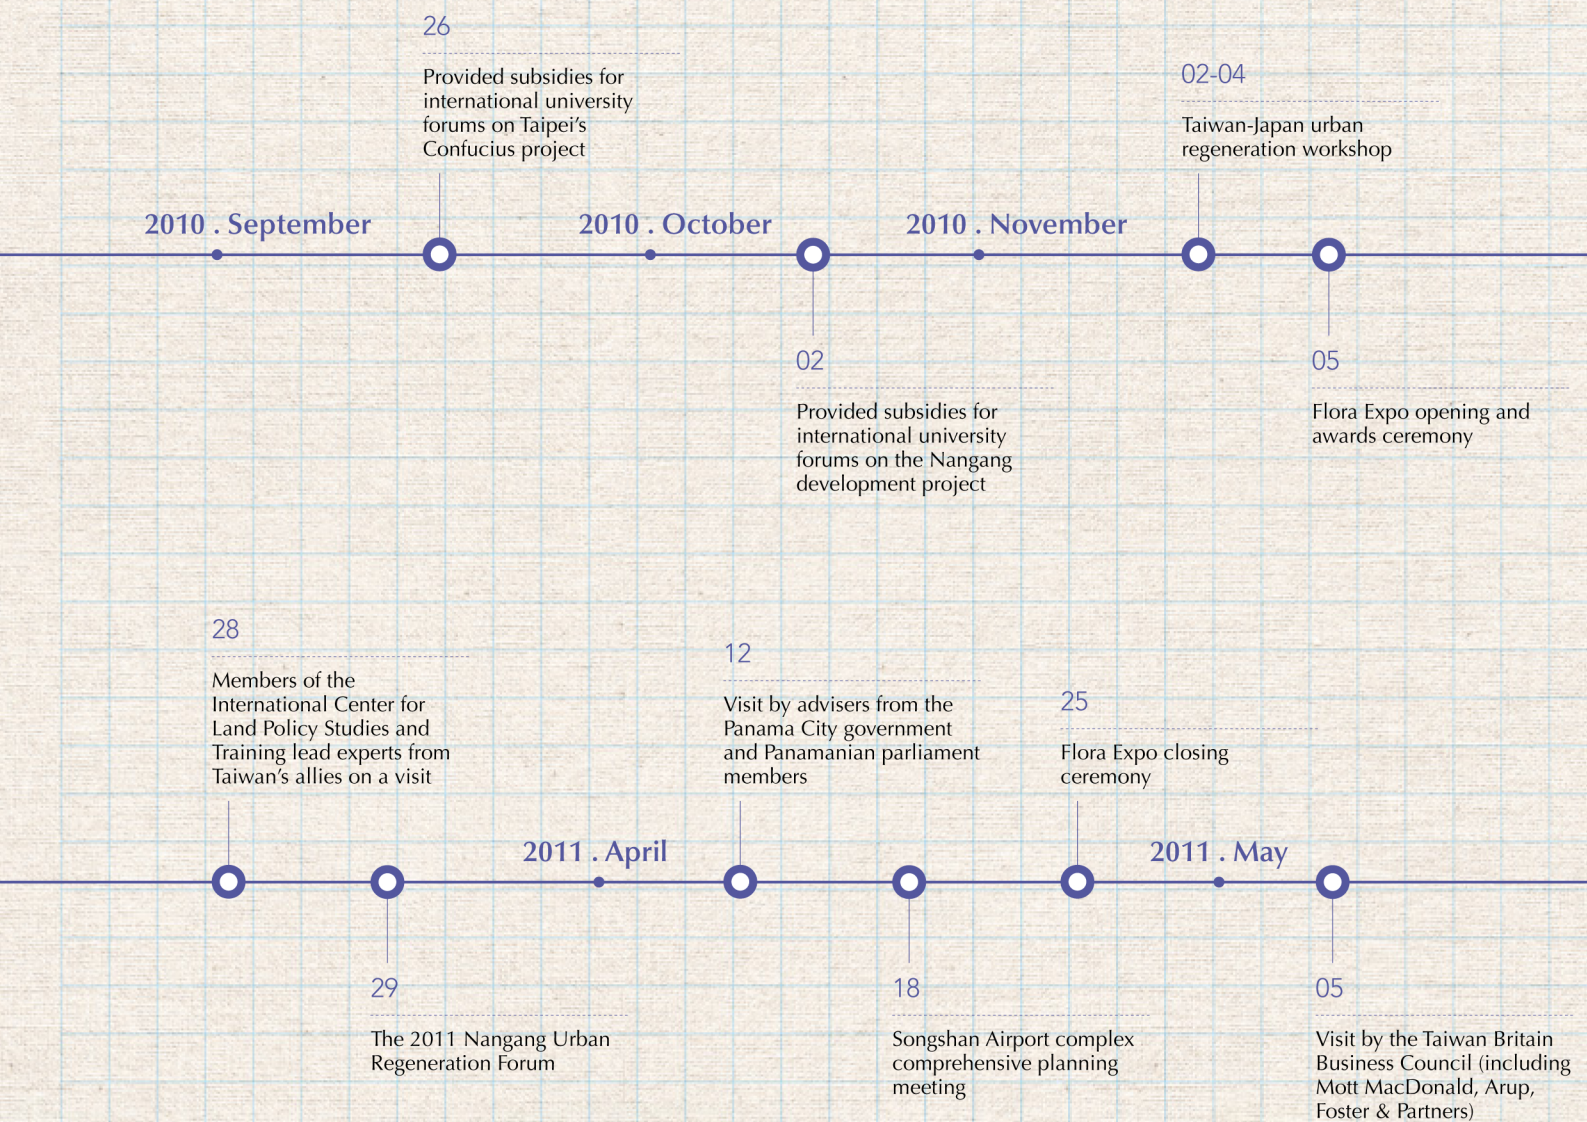 26
Provided subsidies for
international university
forums on Taipei's
Confucius project
02-04
Taiwan-Japan urban
regeneration workshop
2010 . September
2010 . October
2010 . November
02
Provided subsidies for
international university
forums on the Nangang
development project
05
Flora Expo opening and
awards ceremony
28
Members of the
International Center for
Land Policy Studies and
Training lead experts from
Taiwan's allies on a visit
12
Visit by advisers from the
Panama City government
and Panamanian parliament
members
25
Flora Expo closing
ceremony
2011 . April
2011 . May
29
The 2011 Nangang Urban
Regeneration Forum
18
Songshan Airport complex
comprehensive planning
meeting
05
Visit by the Taiwan Britain
Business Council (including
Mott MacDonald, Arup,
Foster & Partners)